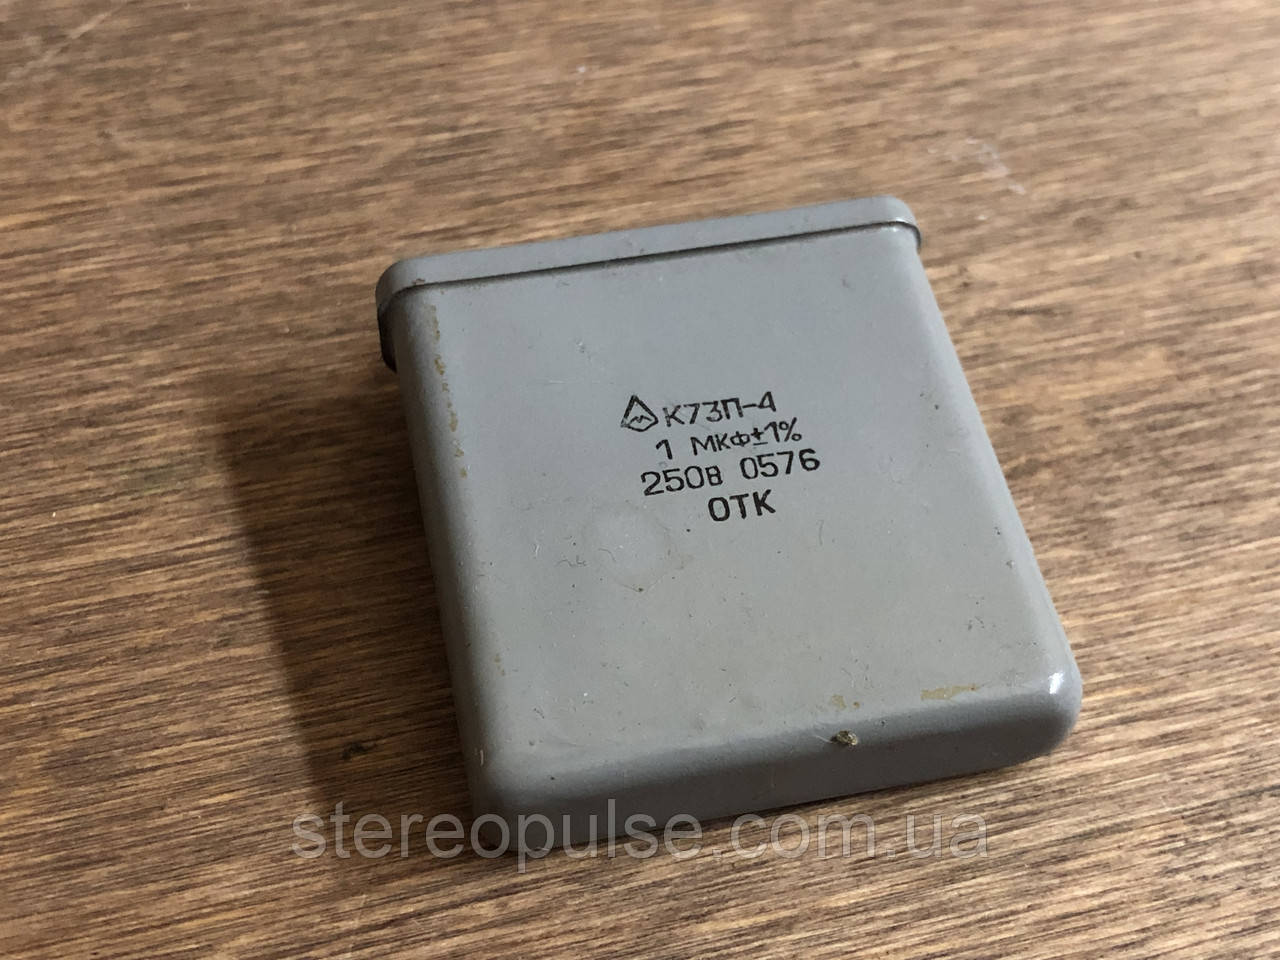 К73П-4
1 Мкф±1%
250в 0576
ОТК
stereopulse.com.ua